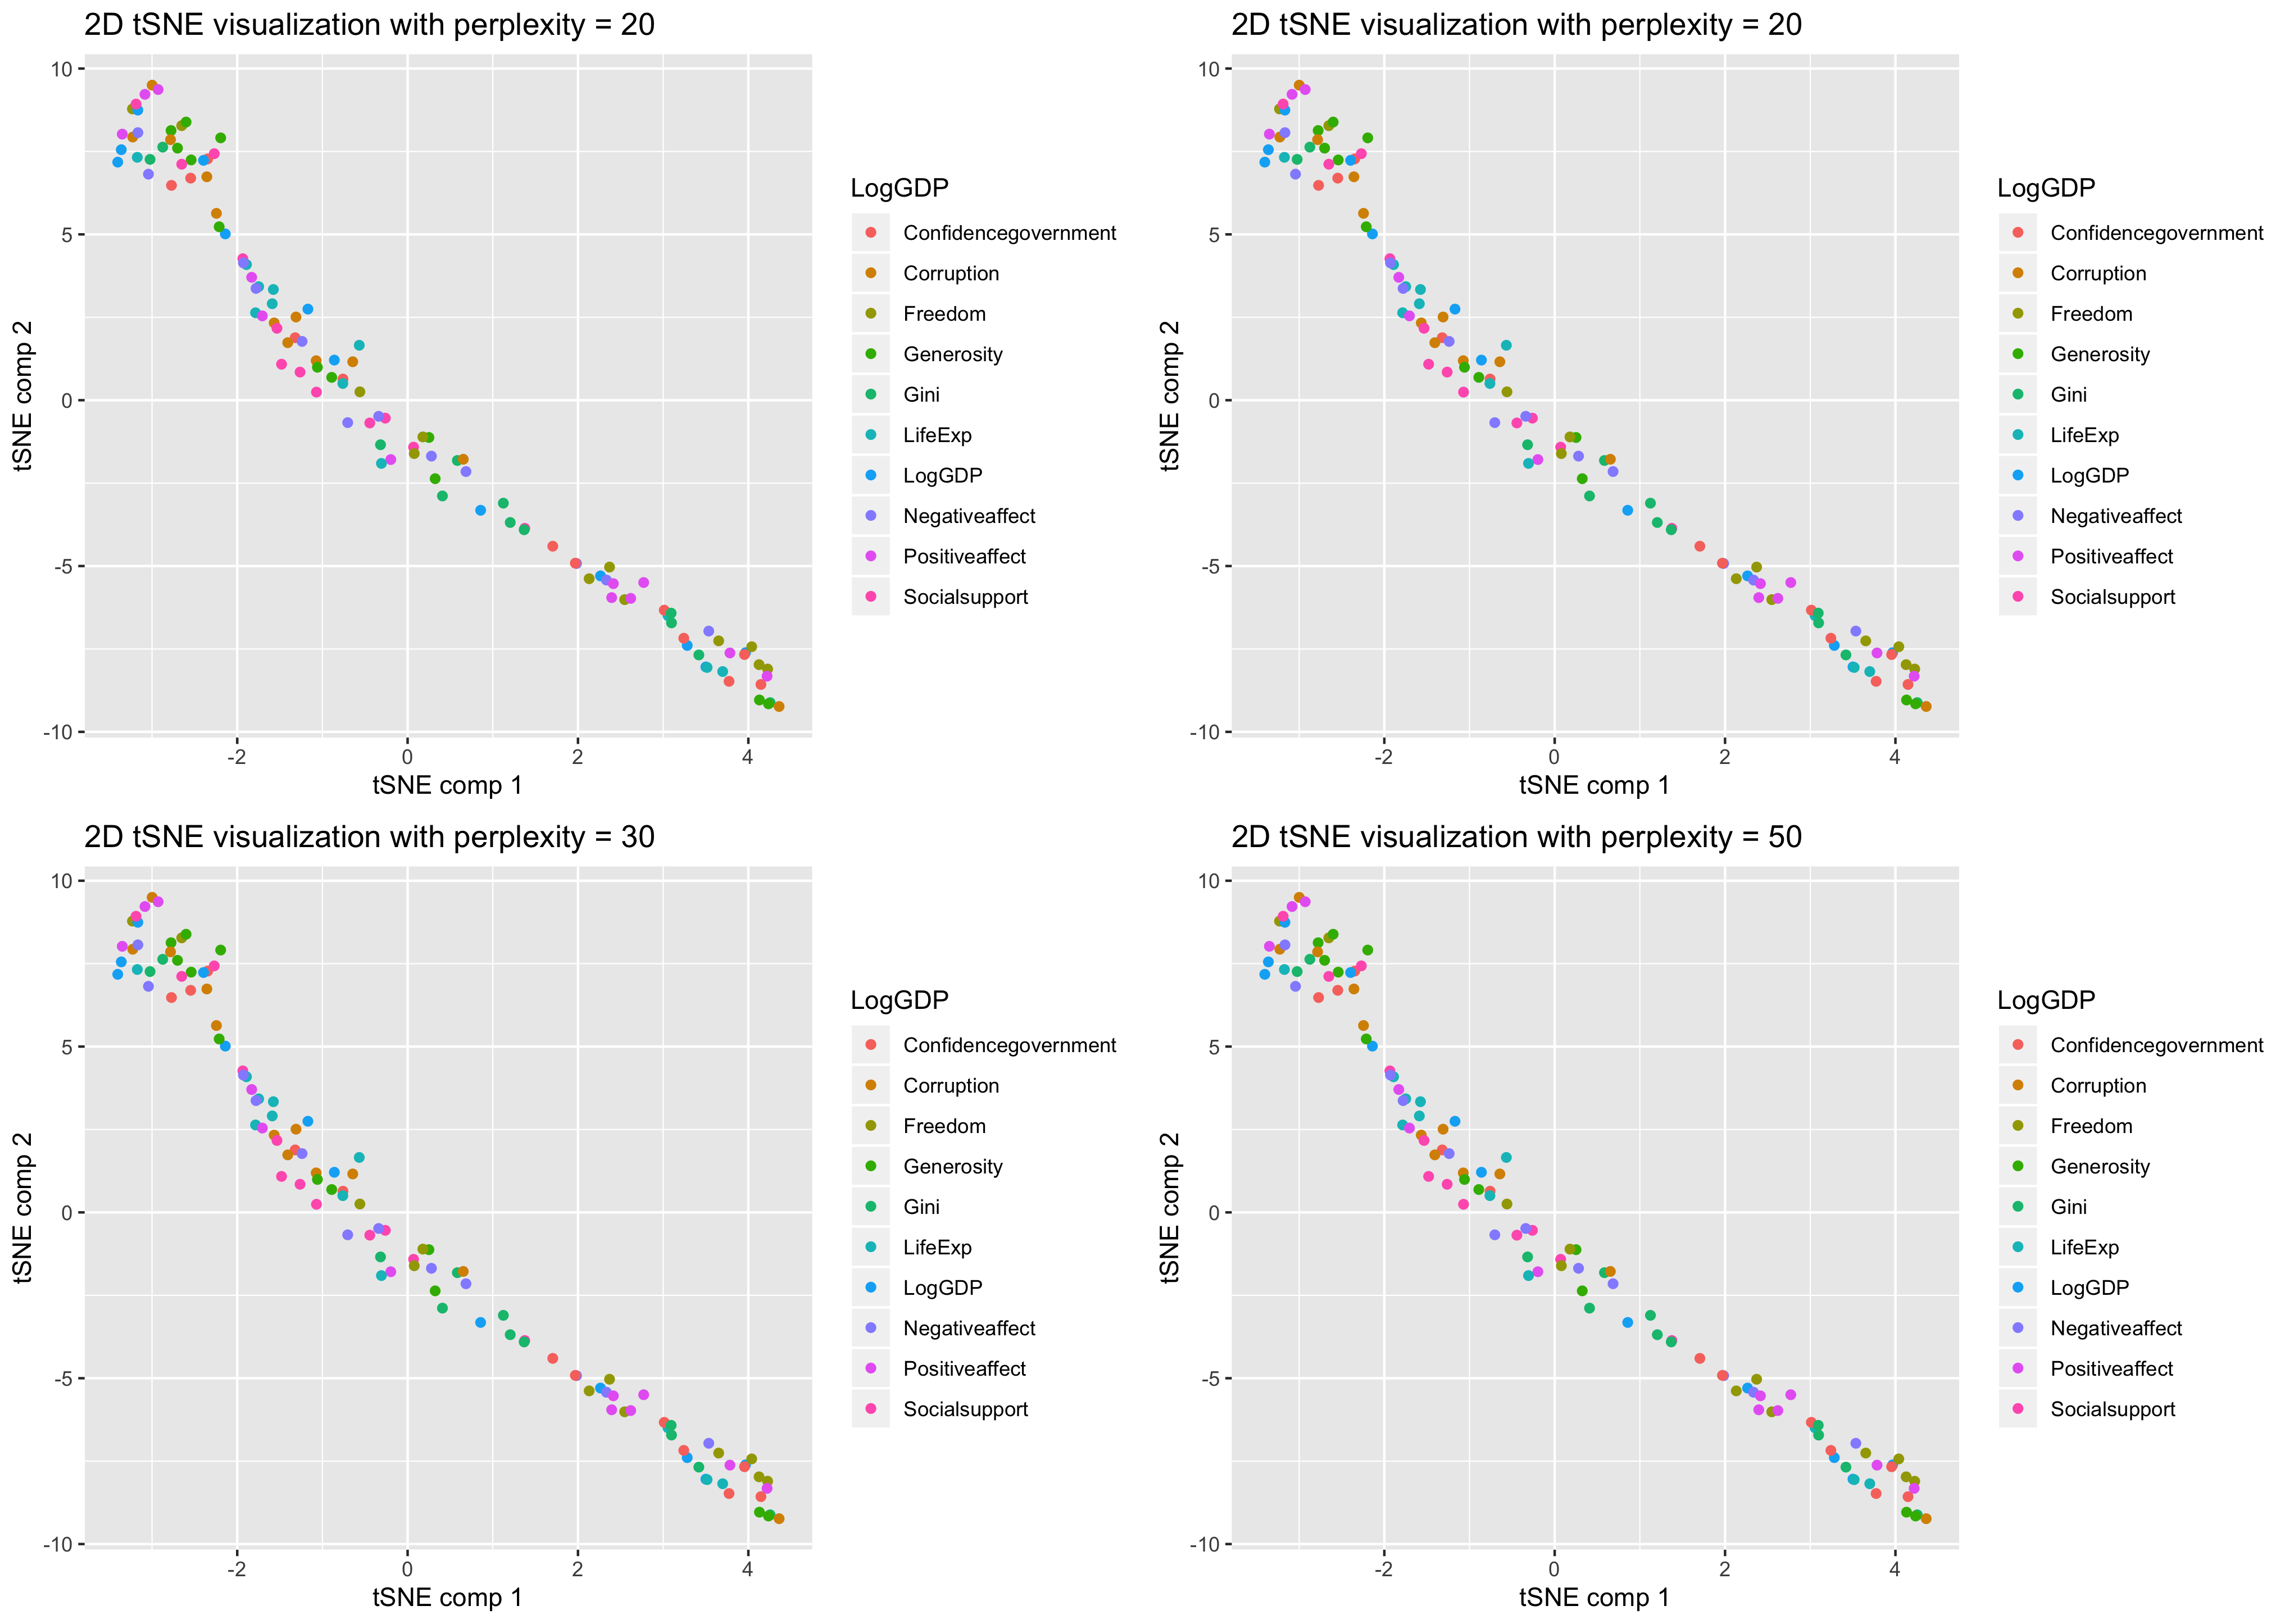 2D tSNE visualization with perplexity = 20
10
5
0
-5
-10
-2
0
2
4
tSNE comp 1
tSNE comp 2
LogGDP
Confidencegovernment
Corruption
Freedom
Generosity
Gini
LifeExp
LogGDP
Negativeaffect
Positiveaffect
Socialsupport
2D tSNE visualization with perplexity = 20
10
5
0
-5
-10
-2
0
2
4
tSNE comp 1
tSNE comp 2
LogGDP
Confidencegovernment
Corruption
Freedom
Generosity
Gini
LifeExp
LogGDP
Negativeaffect
Positiveaffect
Socialsupport
2D tSNE visualization with perplexity = 30
10
5
0
-5
-10
-2
0
2
4
tSNE comp 1
tSNE comp 2
LogGDP
Confidencegovernment
Corruption
Freedom
Generosity
Gini
LifeExp
LogGDP
Negativeaffect
Positiveaffect
Socialsupport
2D tSNE visualization with perplexity = 50
10
5
0
-5
-10
-2
0
2
4
tSNE comp 1
tSNE comp 2
LogGDP
Confidencegovernment
Corruption
Freedom
Generosity
Gini
LifeExp
LogGDP
Negativeaffect
Positiveaffect
Socialsupport